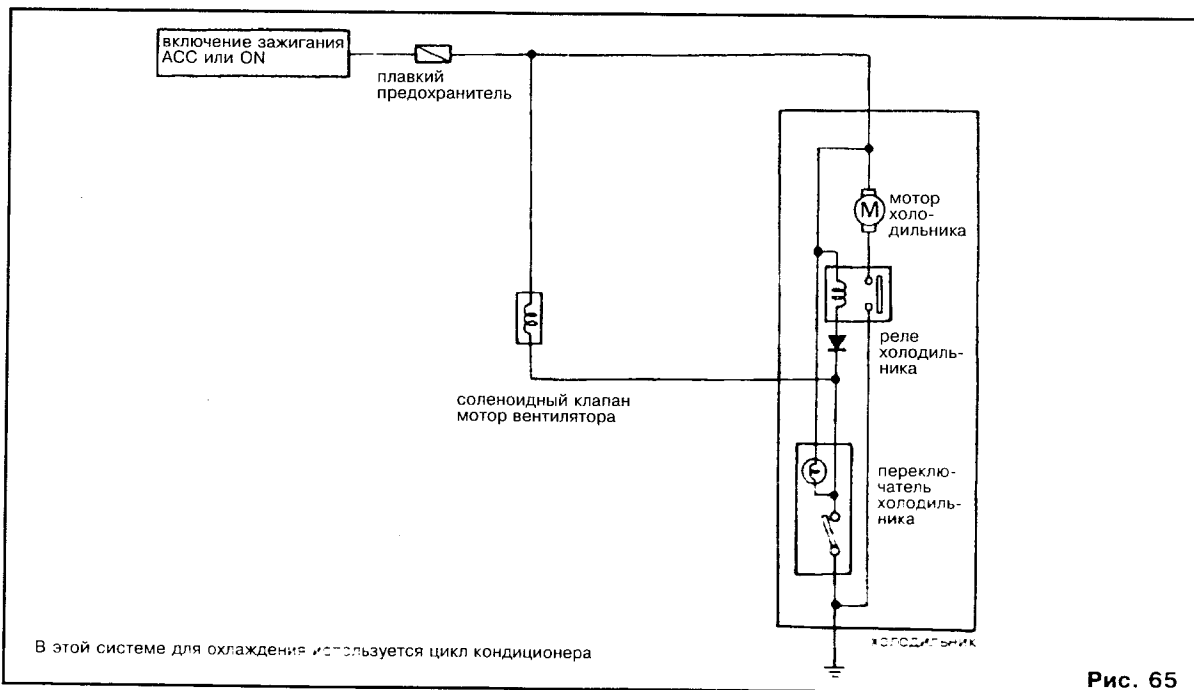 включение зажигания
АСС или ON
плавкий
предохранитель
M
мотор
холо-
дильника
реле
холодиль-
ника
соленоидный клапан
мотор вентилятора
переклю-
чатель
холодиль-
ника
В этой системе для охлаждения используется цикл кондиционера
холодильник
Рис. 65